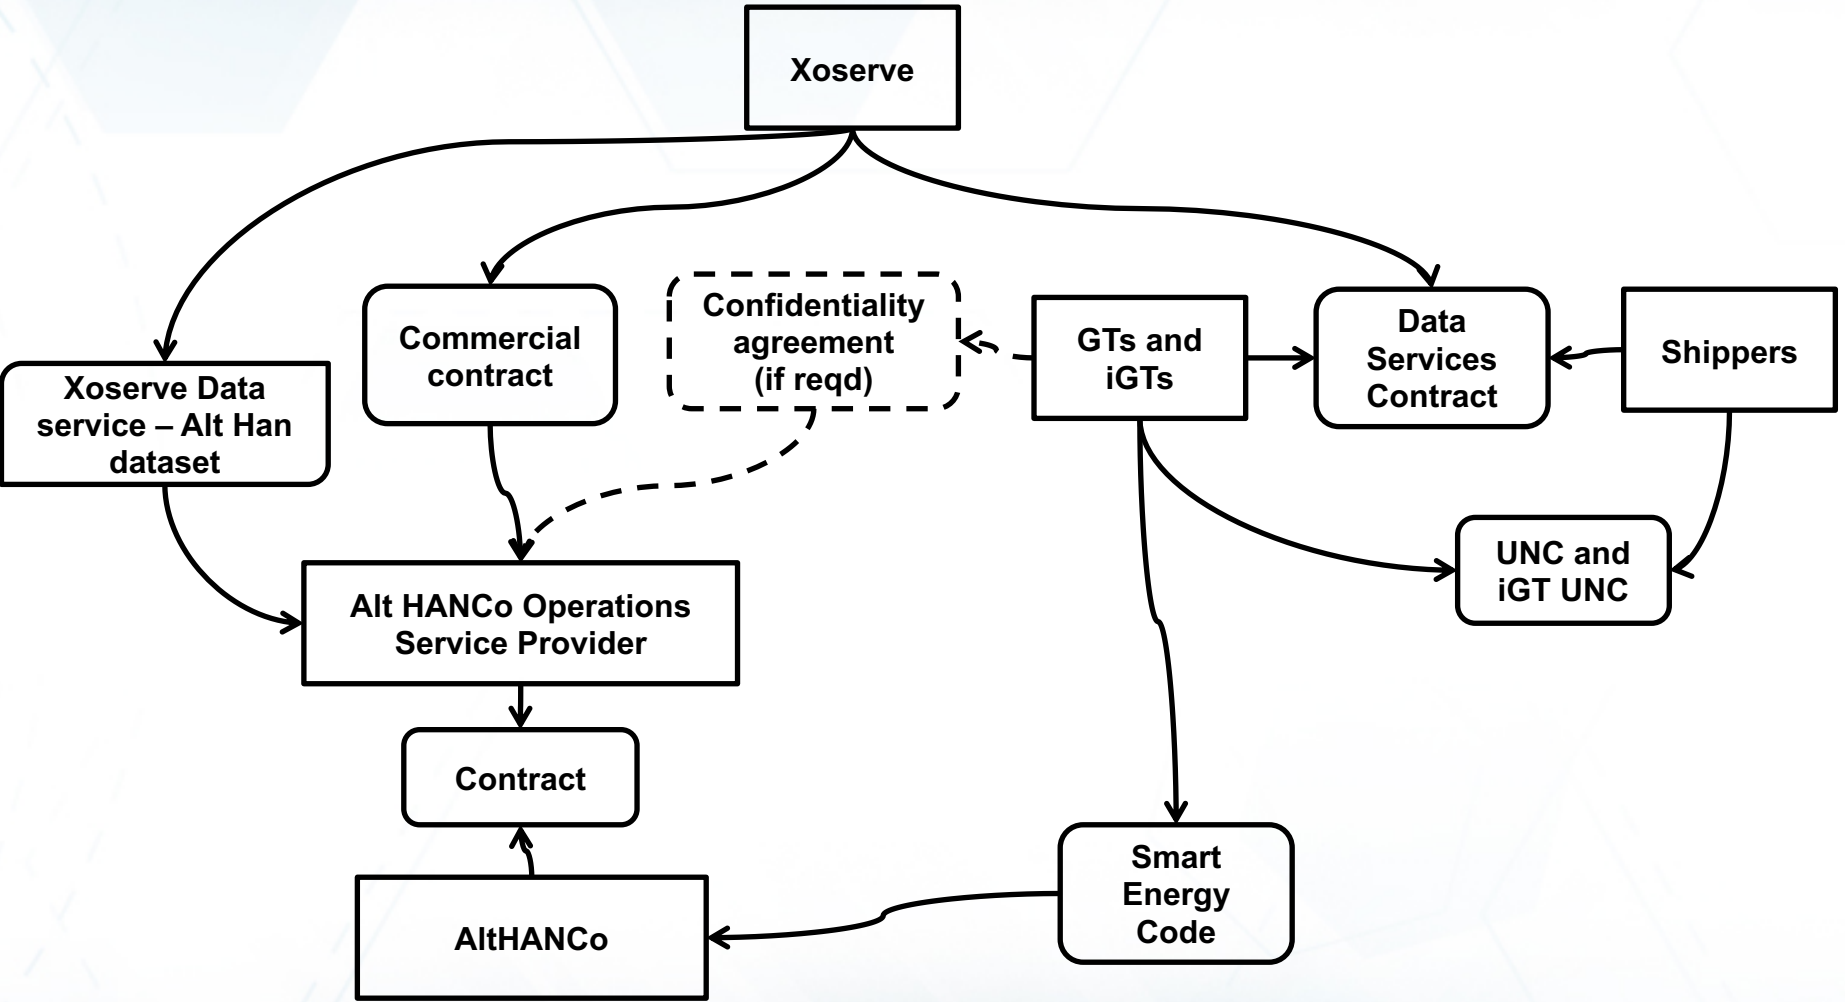 Xoserve
Confidentiality
agreement
(if reqd)
Commercial
contract
GTs and
iGTs
Data
Services
Contract
Shippers
Xoserve Data
service – Alt Han
dataset
UNC and
iGT UNC
Alt HANCo Operations
Service Provider
Contract
Smart
Energy
Code
AltHANCo